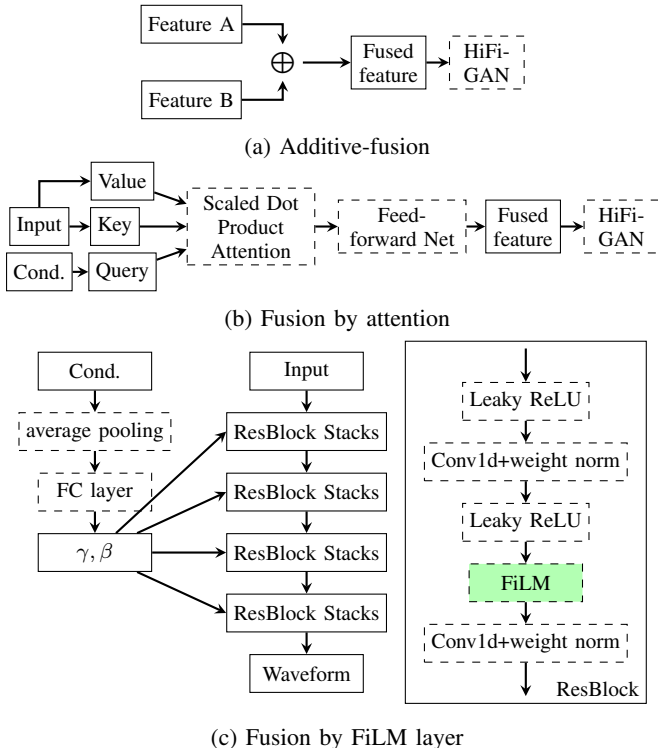 Feature A
Feature B
⊕
Fused
feature
HiFi-
GAN
(a) Additive-fusion
Input
Cond.
Value
Key
Query
Scaled Dot
Product
Attention
Feed-
forward Net
Fused
feature
HiFi-
GAN
(b) Fusion by attention
Cond.
average pooling
FC layer
γ, β
Input
ResBlock Stacks
ResBlock Stacks
ResBlock Stacks
ResBlock Stacks
Waveform
Leaky ReLU
Conv1d+weight norm
Leaky ReLU
FiLM
Conv1d+weight norm
ResBlock
(c) Fusion by FiLM layer